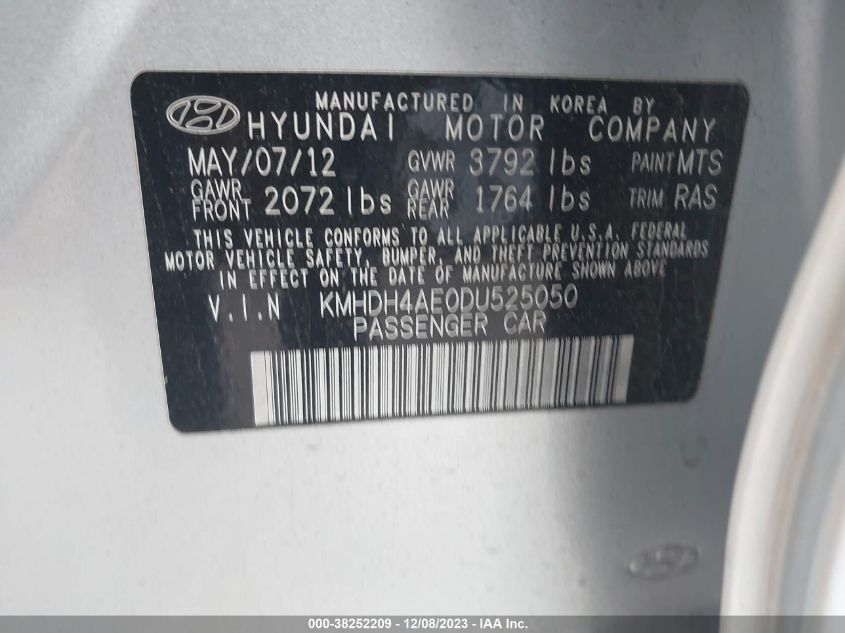 MANUFACTURED IN KOREA BY
HYUNDAI MOTOR COMPANY
MAY/07/12 GVWR 3792 lbs PAINT MTS
GAWR FRONT 2072 lbs GAWR REAR 1764 lbs TRIM RAS
THIS VEHICLE CONFORMS TO ALL APPLICABLE U.S.A. FEDERAL
MOTOR VEHICLE SAFETY, BUMPER, AND THEFT PREVENTION STANDARDS
IN EFFECT ON THE DATE OF MANUFACTURE SHOWN ABOVE
V.I.N KMHDH4AE0DU525050
PASSENGER CAR
000-38252209 - 12/08/2023 - IAA Inc.